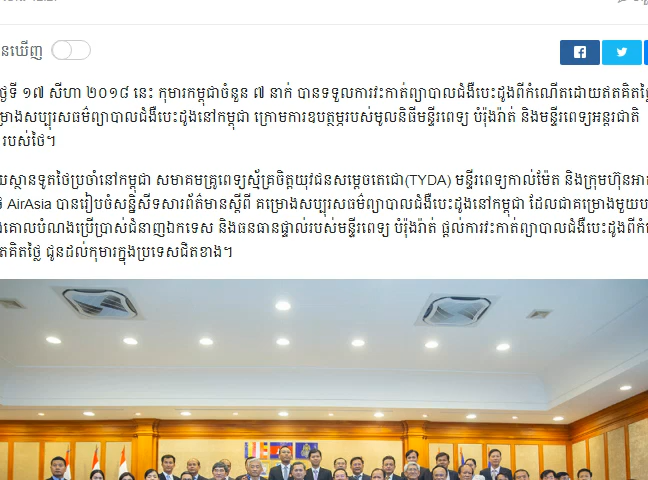 នឃើញ
ថ្ងៃទី ១៧ សីហា ២០១៨ នេះ កុមារកម្ពុជាចំនួន ៧ នាក់ បានទទួលការវះកាត់ព្យាបាលជំងឺបេះដូងពីកំណើតដោយឥតគិតថ្លៃ
ម្រោងសប្បុរសធម៌ព្យាបាលជំងឺបេះដូងនៅកម្ពុជា ក្រោមការឧបត្ថម្ភរបស់មូលនិធីមន្ទីរពេទ្យ បំរ៉ុងរ៉ាត់ និងមន្ទីរពេទ្យអន្តរជាតិ
របស់ថៃ។
យស្ថានទូតថៃប្រចាំនៅកម្ពុជា សមាគមគ្រូពេទ្យស្ម័គ្រចិត្តយុវជនសម្ដេចតេជោ(TYDA) មន្ទីរពេទ្យកាល់ម៉ែត និងក្រុមហ៊ុនអាកា
AirAsia បានរៀបចំសន្និសីទសារព័ត៌មានស្ដីពី គម្រោងសប្បុរសធម៌ព្យាបាលជំងឺបេះដូងនៅកម្ពុជា ដែលជាគម្រោងមួយប
គោលបំណងប្រើប្រាស់ជំនាញឯកទេស និងធនធានផ្ទាល់របស់មន្ទីរពេទ្យ បំរ៉ុងរ៉ាត់ ផ្ដល់ការវះកាត់ព្យាបាលជំងឺបេះដូងពីកំ
តគិតថ្លៃ ជូនដល់កុមារក្នុងប្រទេសជិតខាង។